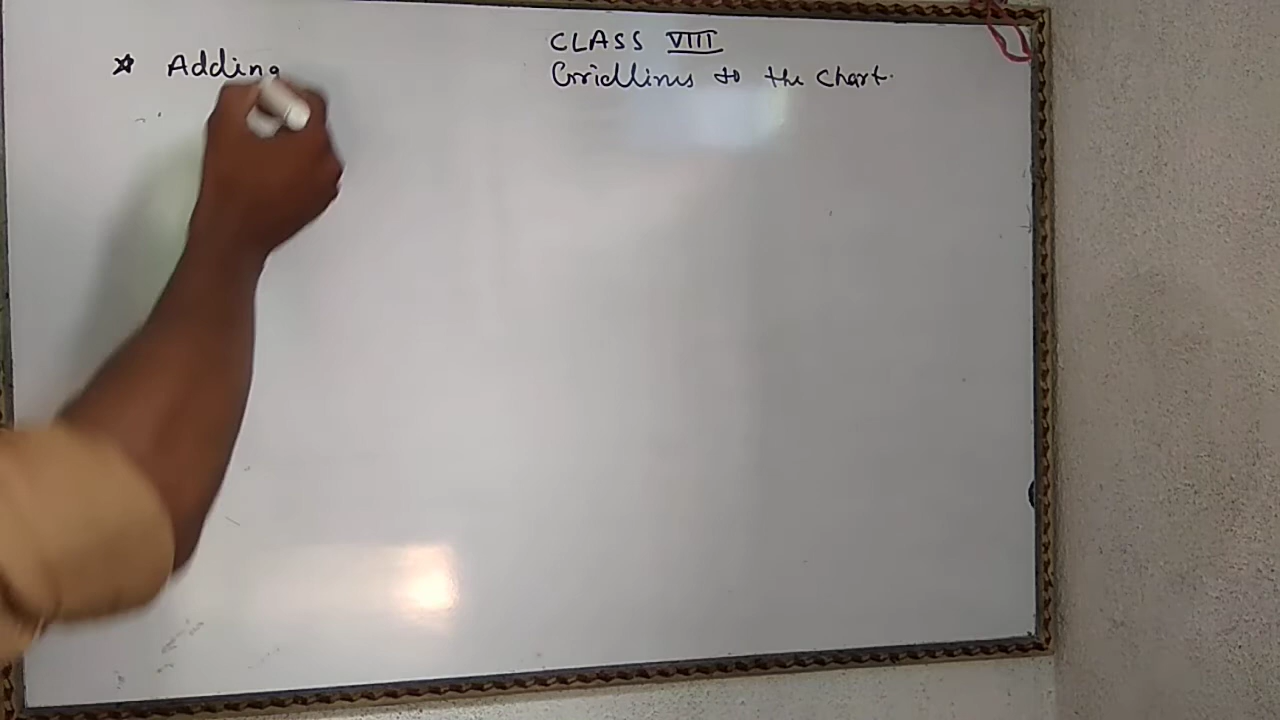 CLASS VIII
☆ Adding
Gridlines to the Chart.